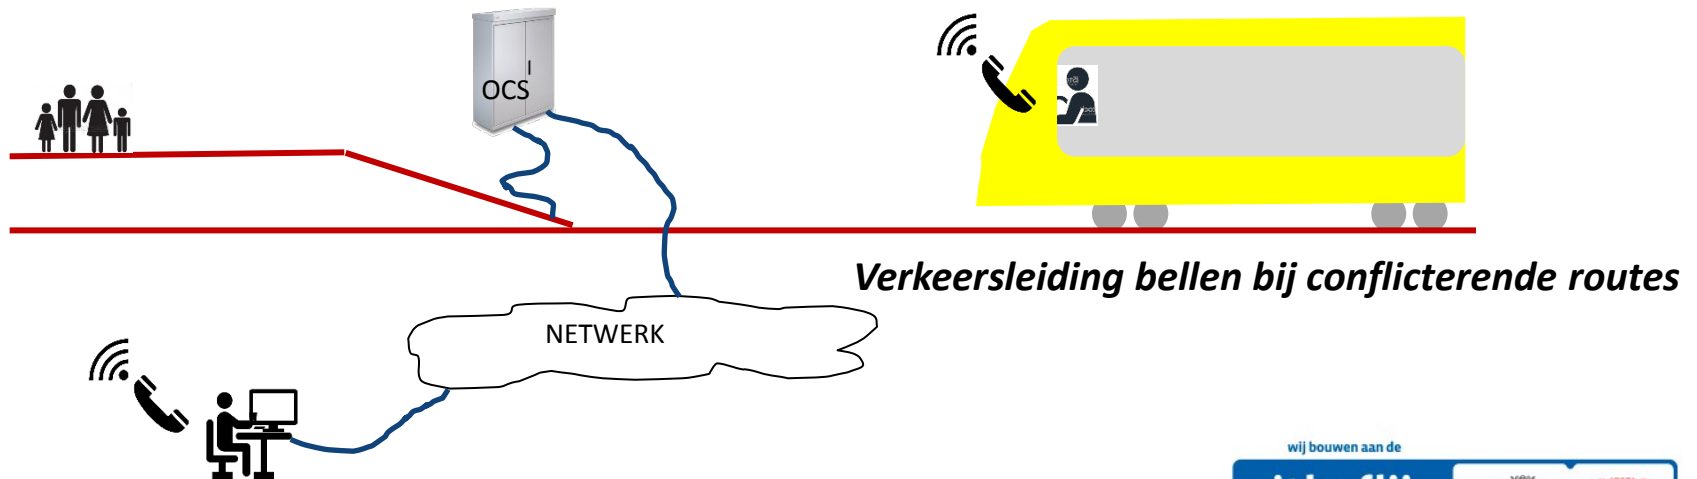 OCS
Verkeersleiding bellen bij conflicterende routes
NETWERK
wij bouwen aan de